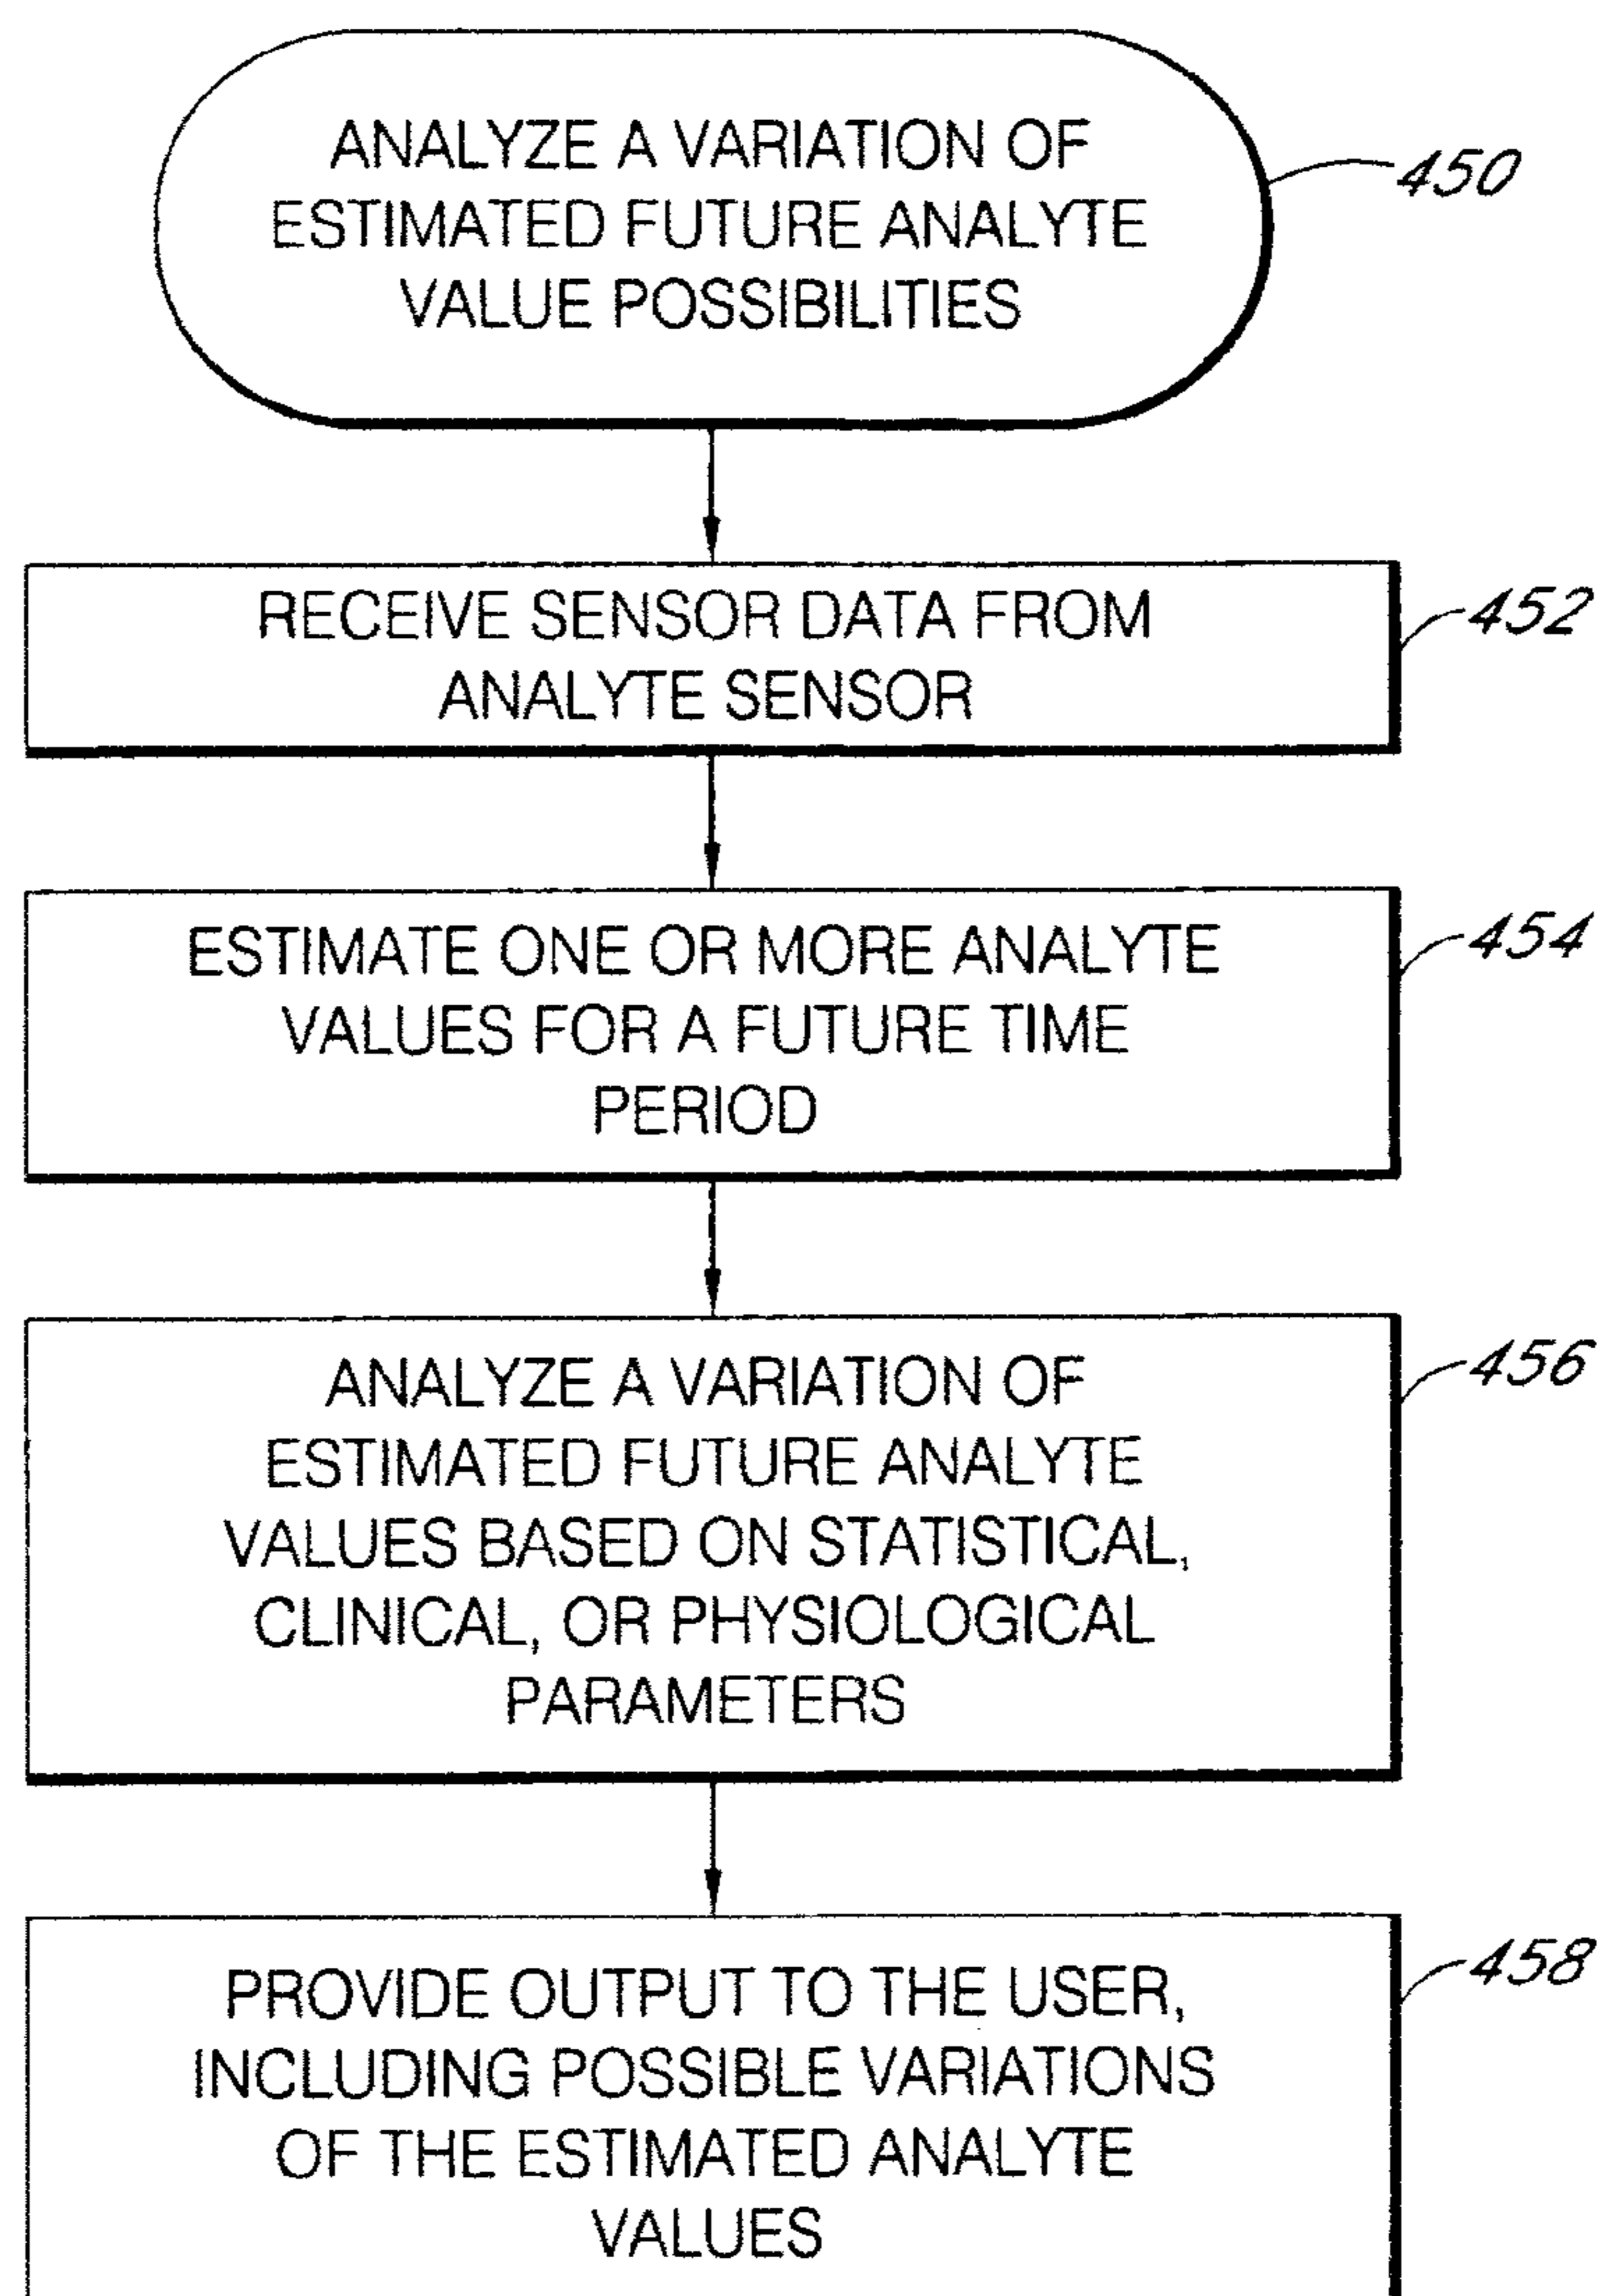 ANALYZE A VARIATION OF
ESTIMATED FUTURE ANALYTE
VALUE POSSIBILITIES
450
RECEIVE SENSOR DATA FROM
ANALYTE SENSOR
452
ESTIMATE ONE OR MORE ANALYTE
VALUES FOR A FUTURE TIME
PERIOD
454
ANALYZE A VARIATION OF
ESTIMATED FUTURE ANALYTE
VALUES BASED ON STATISTICAL,
CLINICAL, OR PHYSIOLOGICAL
PARAMETERS
456
PROVIDE OUTPUT TO THE USER,
INCLUDING POSSIBLE VARIATIONS
OF THE ESTIMATED ANALYTE
VALUES
458